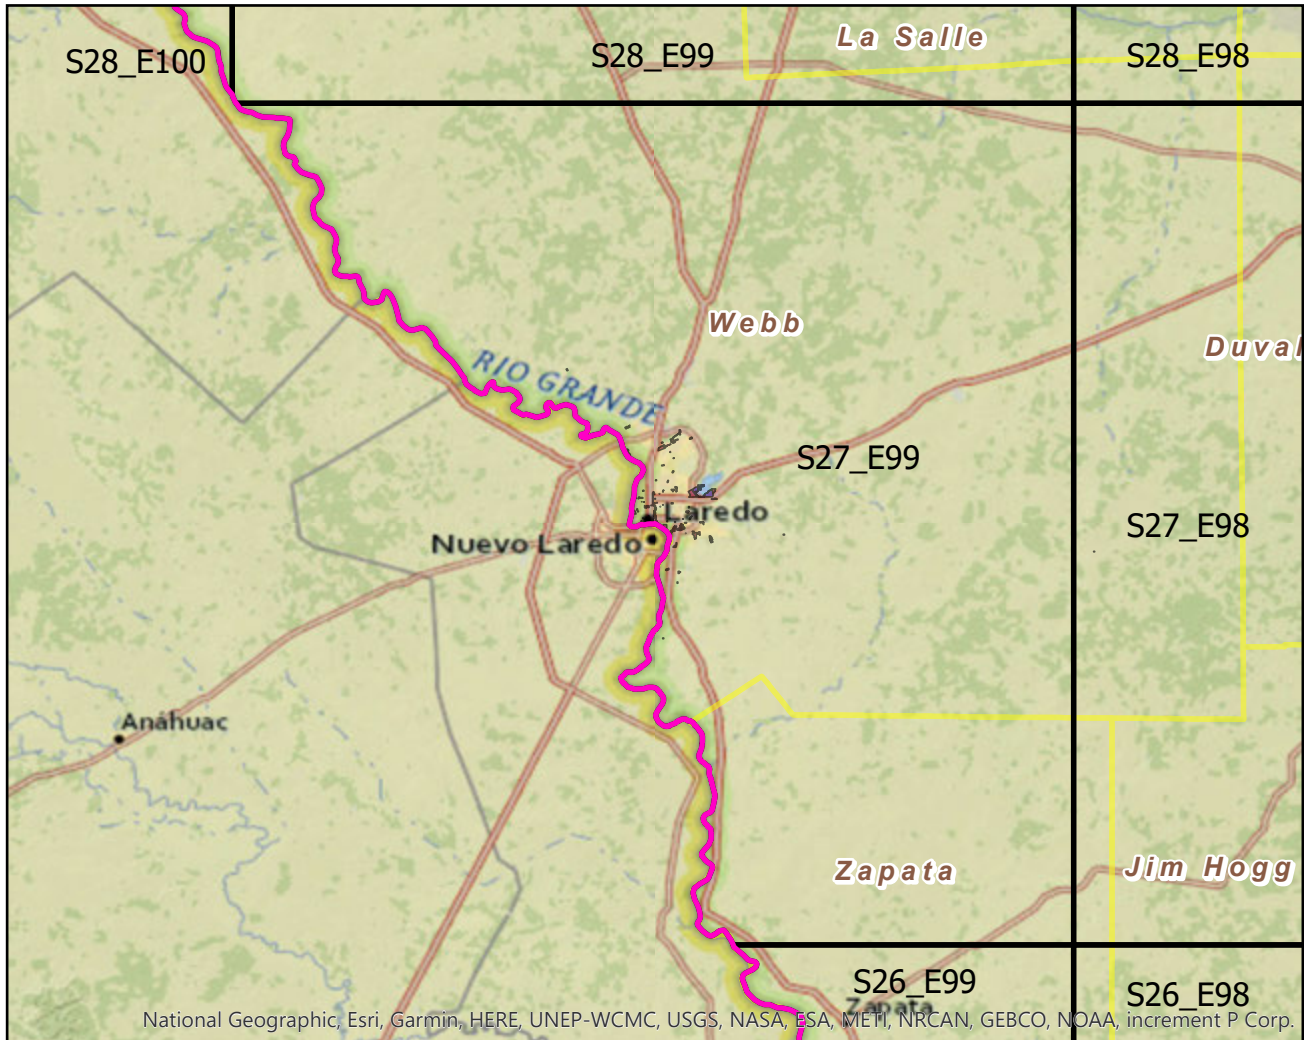 La Salle
S28_E100
S28_E99
S28_E98
Webb
Duval
RIO GRANDE
S27_E99
Laredo
S27_E98
Nuevo Laredo
Anáhuac
Zapata
Jim Hogg
S26_E99
S26_E98
Zapata
National Geographic, Esri, Garmin, HERE, UNEP-WCMC, USGS, NASA, ESA, METI, NRCAN, GEBCO, NOAA, increment P Corp.